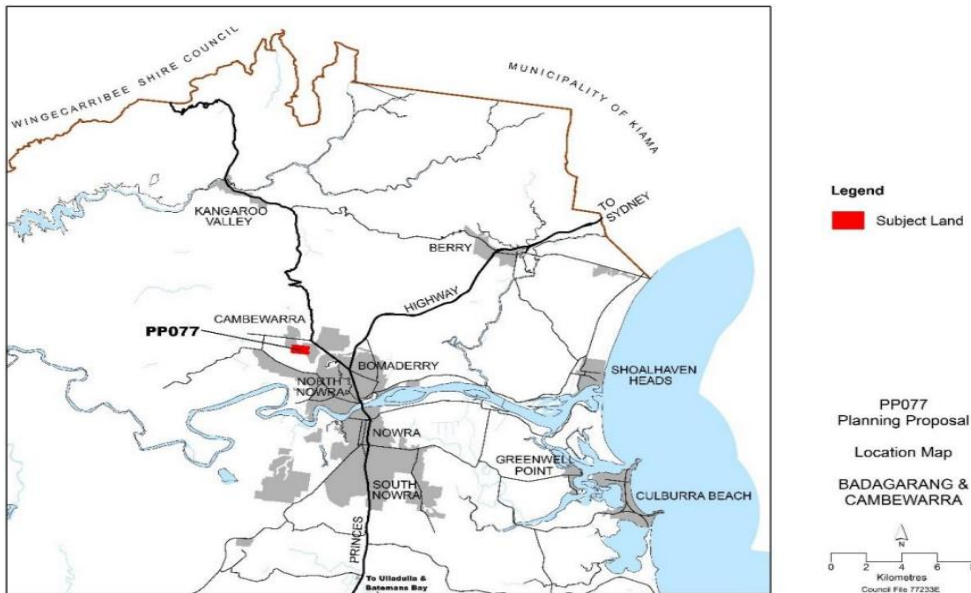 WINGECARRIBEE SHIRE COUNCIL
MUNICIPALITY OF KIAMA
TO
SYDNEY
KANGAROO
VALLEY
BERRY
HIGHWAY
CAMBEWARRA
PP077
BOMADERRY
NORTH
NOWRA
SHOALHAVEN
HEADS
NOWRA
GREENWELL
POINT
SOUTH
NOWRA
CULBURRA BEACH
PRINCES
To Ulladulla &
Batemans Bay
Legend
Subject Land
PP077
Planning Proposal
Location Map
BADAGARANG &
CAMBEWARRA
N
0 2 4 6 8
Kilometres
Council File 77233E